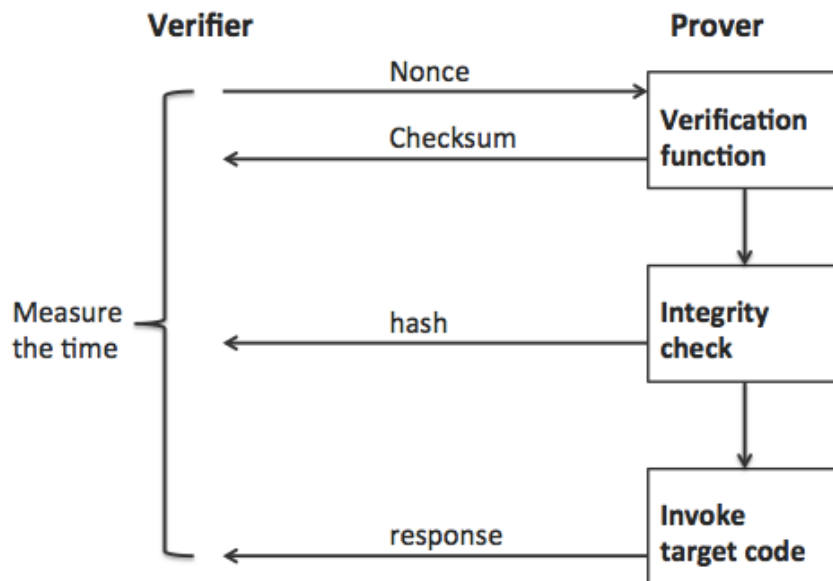 Verifier
Prover
Nonce
Verification
function
Checksum
Measure
the time
hash
Integrity
check
Invoke
target code
response